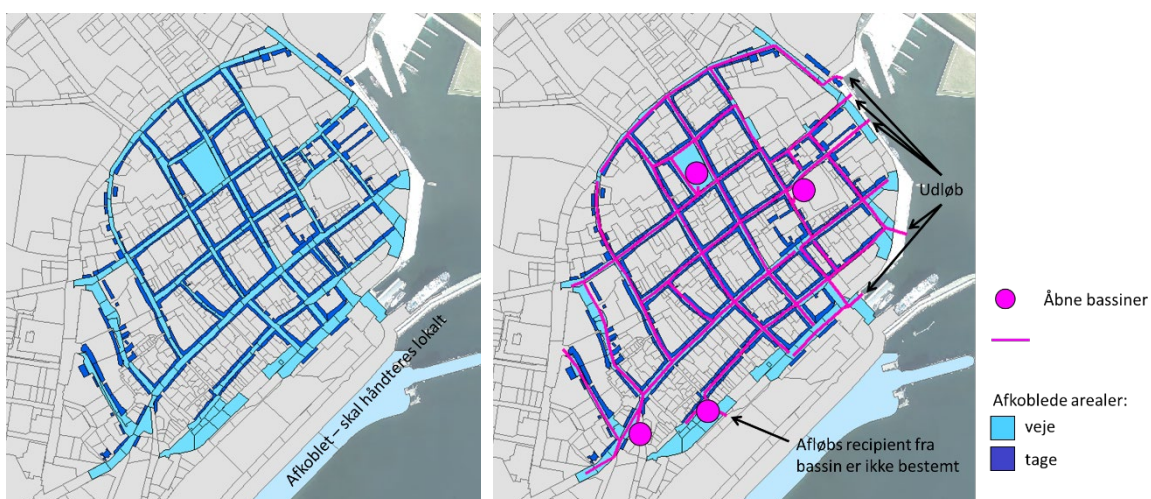 Afkoblet – skal håndteres lokalt
Udløb
Afløbs recipient fra
bassin er ikke bestemt
Åbne bassiner
Afkoblede arealer:
veje
tage